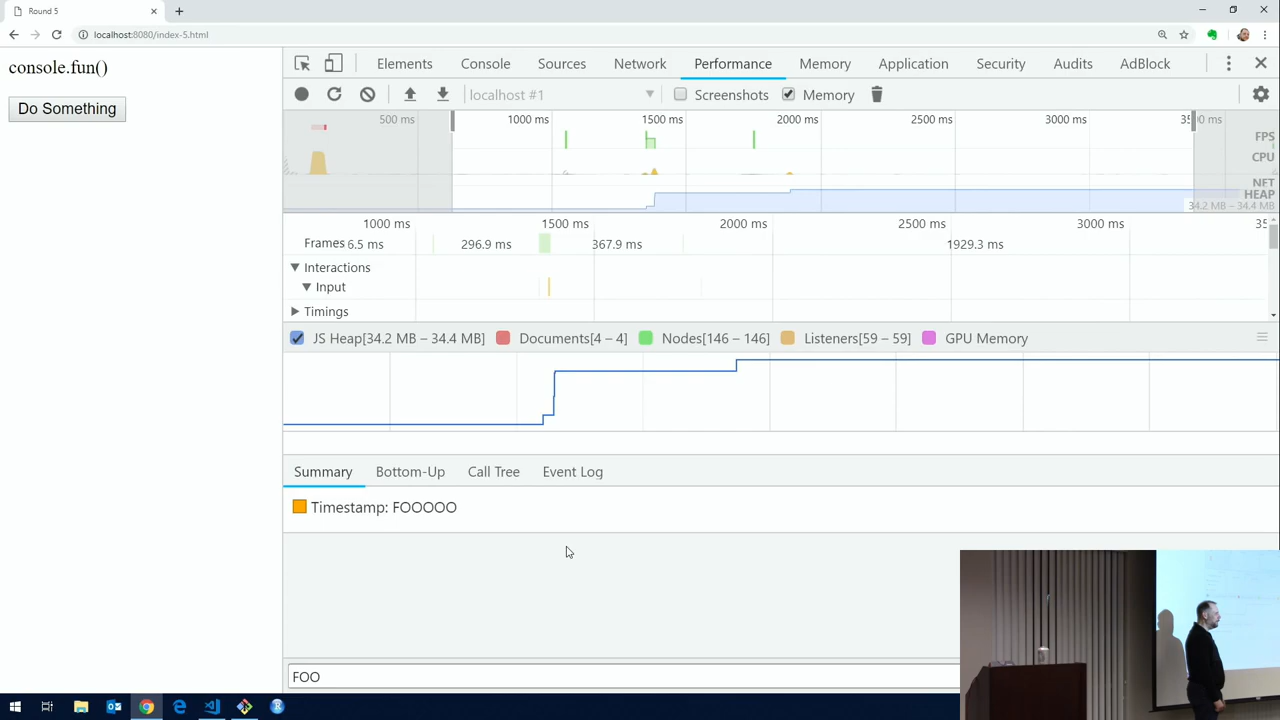 Round 5
localhost:8080/index-5.html
console.fun()
Do Something
Elements Console Sources Network Performance Memory Application Security Audits AdBlock
localhost #1 Screenshots Memory
500 ms 1000 ms 1500 ms 2000 ms 2500 ms 3000 ms
FPS
CPU
NET
HEAP
34.2 MB – 34.4 MB
1000 ms 1500 ms 2000 ms 2500 ms 3000 ms
Frames 6.5 ms 296.9 ms 367.9 ms 1929.3 ms
Interactions
Input
Timings
JS Heap[34.2 MB – 34.4 MB] Documents[4 – 4] Nodes[146 – 146] Listeners[59 – 59] GPU Memory
Summary Bottom-Up Call Tree Event Log
Timestamp: FOOOOO
FOO